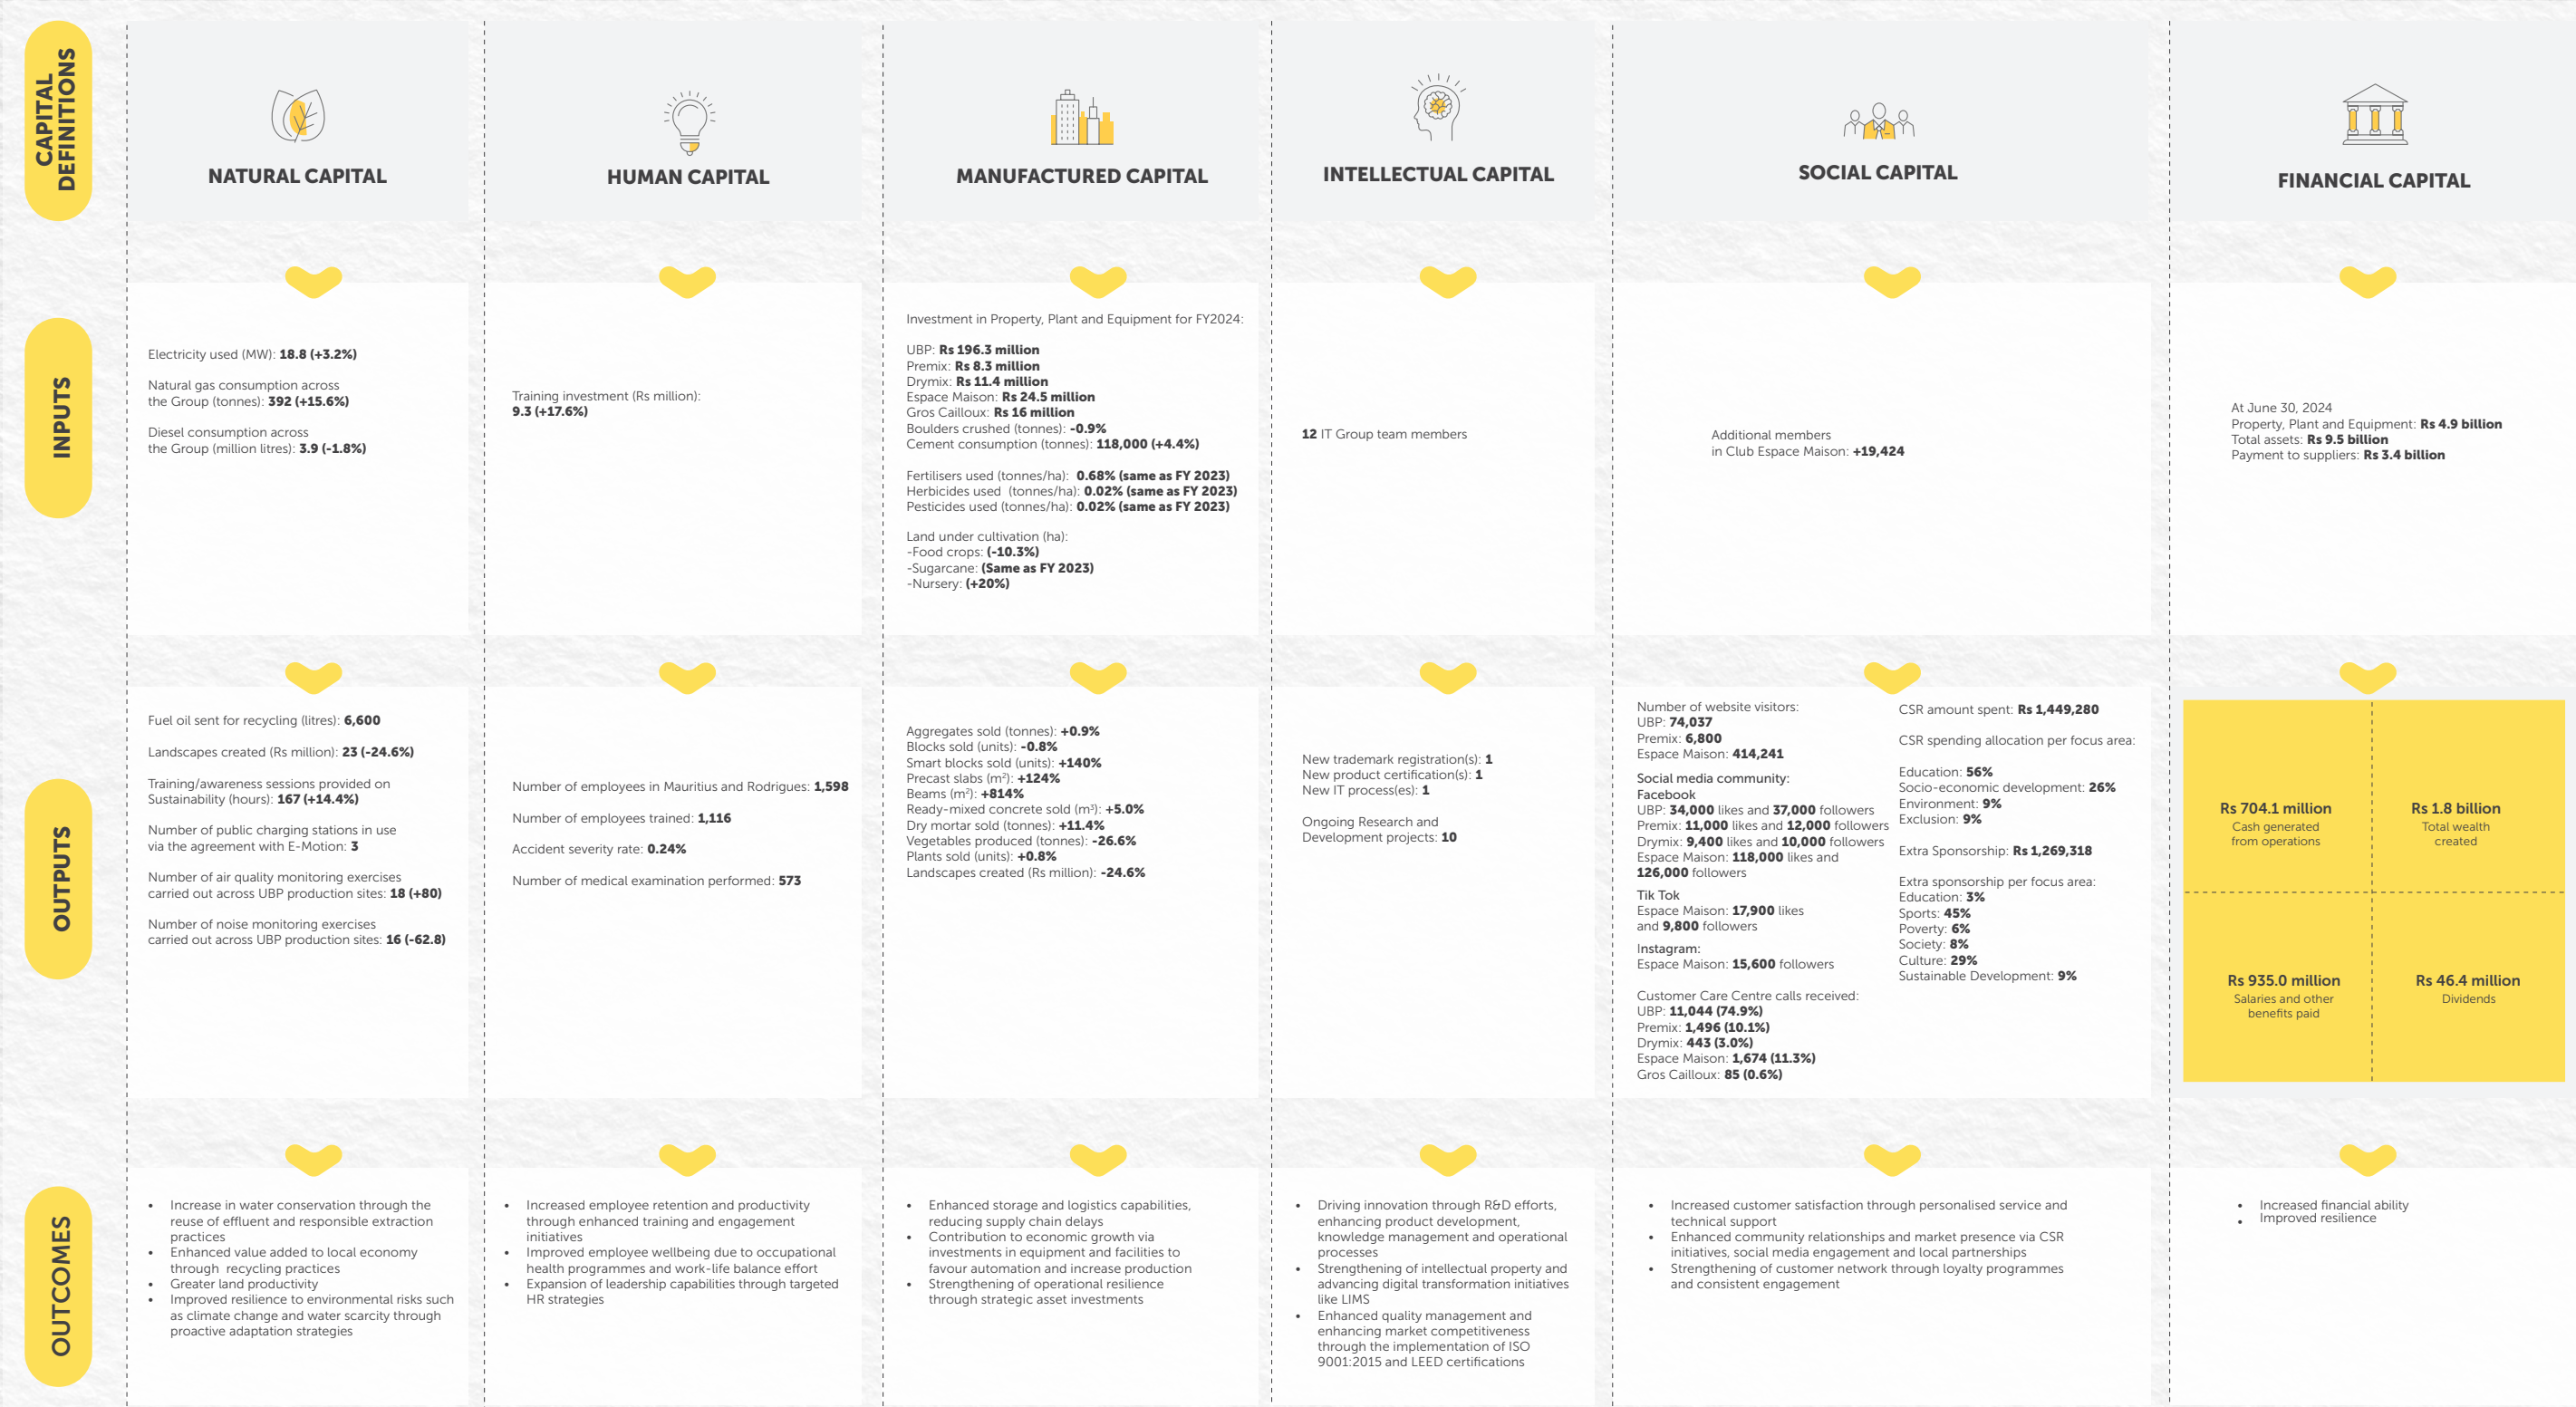 CAPITAL
DEFINITIONS
NATURAL CAPITAL
HUMAN CAPITAL
MANUFACTURED CAPITAL
INTELLECTUAL CAPITAL
SOCIAL CAPITAL
FINANCIAL CAPITAL
INPUTS
Electricity used (MW): 18.8 (+3.2%)
Natural gas consumption across
the Group (tonnes): 392 (+15.6%)
Diesel consumption across
the Group (million litres): 3.9 (-1.8%)
Training investment (Rs million):
9.3 (+17.6%)
Investment in Property, Plant and Equipment for FY2024:
UBP: Rs 196.3 million
Premix: Rs 8.3 million
Drymix: Rs 11.4 million
Espace Maison: Rs 24.5 million
Gros Cailloux: Rs 16 million
Boulders crushed (tonnes): -0.9%
Cement consumption (tonnes): 118,000 (+4.4%)
Fertilisers used (tonnes/ha): 0.68% (same as FY 2023)
Herbicides used (tonnes/ha): 0.02% (same as FY 2023)
Pesticides used (tonnes/ha): 0.02% (same as FY 2023)
Land under cultivation (ha):
-Food crops: (-10.3%)
-Sugarcane: (Same as FY 2023)
-Nursery: (+20%)
12 IT Group team members
Additional members
in Club Espace Maison: +19,424
At June 30, 2024
Property, Plant and Equipment: Rs 4.9 billion
Total assets: Rs 9.5 billion
Payment to suppliers: Rs 3.4 billion
OUTPUTS
Fuel oil sent for recycling (litres): 6,600
Landscapes created (Rs million): 23 (-24.6%)
Training/awareness sessions provided on
Sustainability (hours): 167 (+14.4%)
Number of public charging stations in use
via the agreement with E-Motion: 3
Number of air quality monitoring exercises
carried out across UBP production sites: 18 (+80)
Number of noise monitoring exercises
carried out across UBP production sites: 16 (-62.8)
Number of employees in Mauritius and Rodrigues: 1,598
Number of employees trained: 1,116
Accident severity rate: 0.24%
Number of medical examination performed: 573
Aggregates sold (tonnes): +0.9%
Blocks sold (units): -0.8%
Smart blocks sold (units): +140%
Precast slabs (m²): +124%
Beams (m²): +814%
Ready-mixed concrete sold (m³): +5.0%
Dry mortar sold (tonnes): +11.4%
Vegetables produced (tonnes): -26.6%
Plants sold (units): +0.8%
Landscapes created (Rs million): -24.6%
New trademark registration(s): 1
New product certification(s): 1
New IT process(es): 1
Ongoing Research and
Development projects: 10
Number of website visitors:
UBP: 74,037
Premix: 6,800
Espace Maison: 414,241
Social media community:
Facebook
UBP: 34,000 likes and 37,000 followers
Premix: 11,000 likes and 12,000 followers
Drymix: 9,400 likes and 10,000 followers
Espace Maison: 118,000 likes and
126,000 followers
Tik Tok
Espace Maison: 17,900 likes
and 9,800 followers
Instagram:
Espace Maison: 15,600 followers
Customer Care Centre calls received:
UBP: 11,044 (74.9%)
Premix: 1,496 (10.1%)
Drymix: 443 (3.0%)
Espace Maison: 1,674 (11.3%)
Gros Cailloux: 85 (0.6%)
CSR amount spent: Rs 1,449,280
CSR spending allocation per focus area:
Education: 56%
Socio-economic development: 26%
Environment: 9%
Exclusion: 9%
Extra Sponsorship: Rs 1,269,318
Extra sponsorship per focus area:
Education: 3%
Sports: 45%
Poverty: 6%
Society: 8%
Culture: 29%
Sustainable Development: 9%
Rs 704.1 million
Cash generated
from operations
Rs 1.8 billion
Total wealth
created
Rs 935.0 million
Salaries and other
benefits paid
Rs 46.4 million
Dividends
OUTCOMES
• Increase in water conservation through the
reuse of effluent and responsible extraction
practices
• Enhanced value added to local economy
through recycling practices
• Greater land productivity
• Improved resilience to environmental risks such
as climate change and water scarcity through
proactive adaptation strategies
• Increased employee retention and productivity
through enhanced training and engagement
initiatives
• Improved employee wellbeing due to occupational
health programmes and work-life balance effort
• Expansion of leadership capabilities through targeted
HR strategies
• Enhanced storage and logistics capabilities,
reducing supply chain delays
• Contribution to economic growth via
investments in equipment and facilities to
favour automation and increase production
• Strengthening of operational resilience
through strategic asset investments
• Driving innovation through R&D efforts,
enhancing product development,
knowledge management and operational
processes
• Strengthening of intellectual property and
advancing digital transformation initiatives
like LIMS
• Enhanced quality management and
enhancing market competitiveness
through the implementation of ISO
9001:2015 and LEED certifications
• Increased customer satisfaction through personalised service and
technical support
• Enhanced community relationships and market presence via CSR
initiatives, social media engagement and local partnerships
• Strengthening of customer network through loyalty programmes
and consistent engagement
• Increased financial ability
• Improved resilience